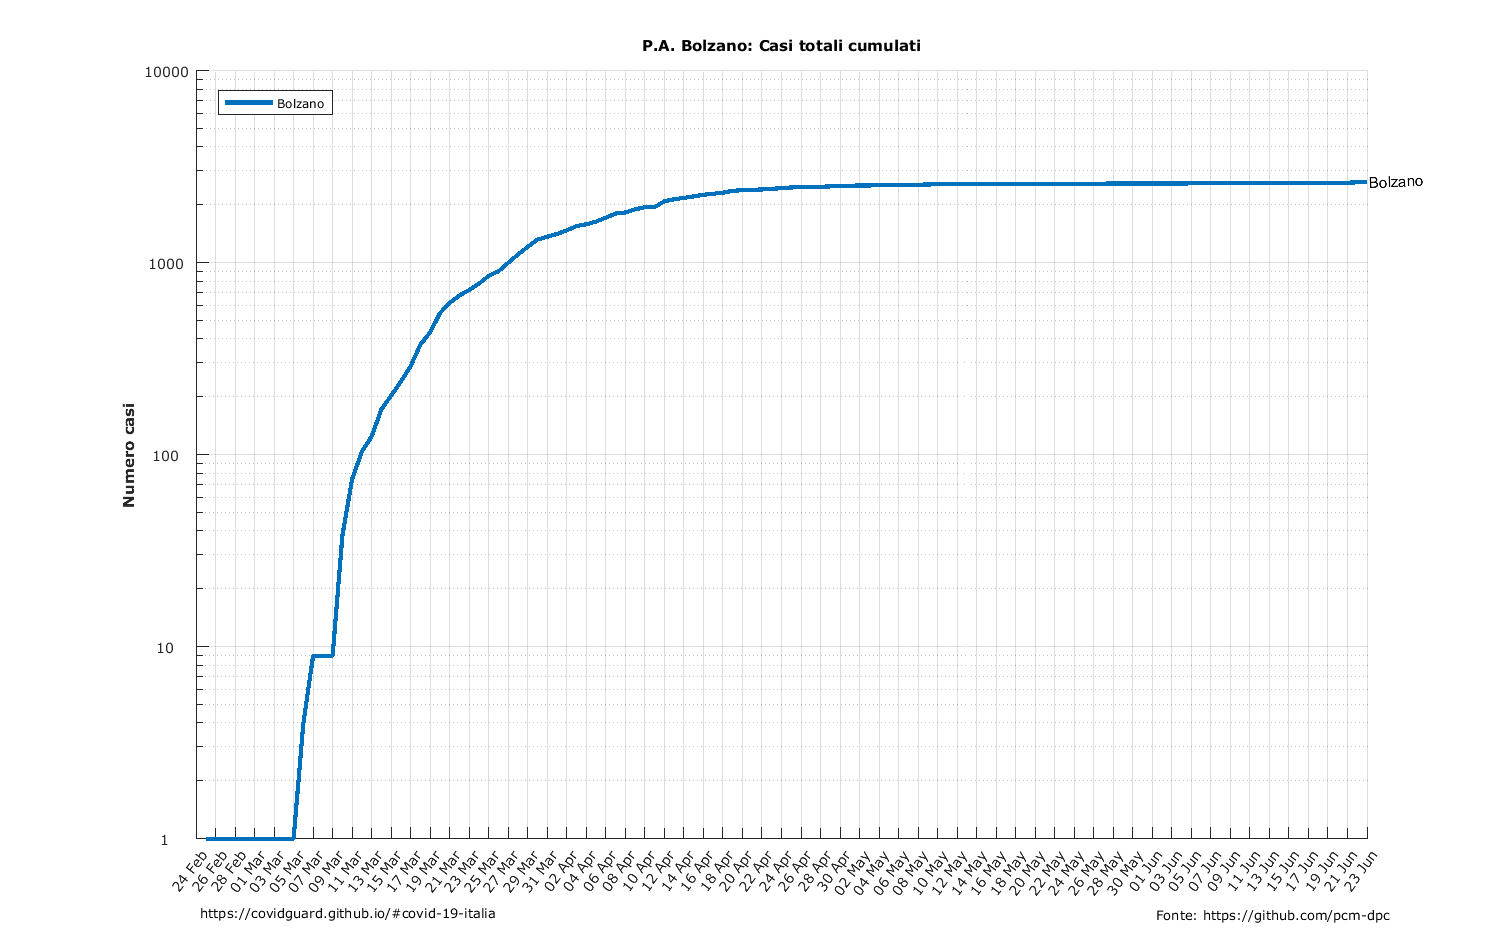 P.A. Bolzano: Casi totali cumulati
10000
1000
100
10
1
Numero casi
Bolzano
Bolzano
24 Feb
26 Feb
28 Feb
01 Mar
03 Mar
05 Mar
07 Mar
09 Mar
11 Mar
13 Mar
15 Mar
17 Mar
19 Mar
21 Mar
23 Mar
25 Mar
27 Mar
29 Mar
31 Mar
02 Apr
04 Apr
06 Apr
08 Apr
10 Apr
12 Apr
14 Apr
16 Apr
18 Apr
20 Apr
22 Apr
24 Apr
26 Apr
28 Apr
30 Apr
02 May
04 May
06 May
08 May
10 May
12 May
14 May
16 May
18 May
20 May
22 May
24 May
26 May
28 May
30 May
01 Jun
03 Jun
05 Jun
07 Jun
09 Jun
11 Jun
13 Jun
15 Jun
17 Jun
19 Jun
21 Jun
23 Jun
https://covidguard.github.io/#covid-19-italia
Fonte: https://github.com/pcm-dpc